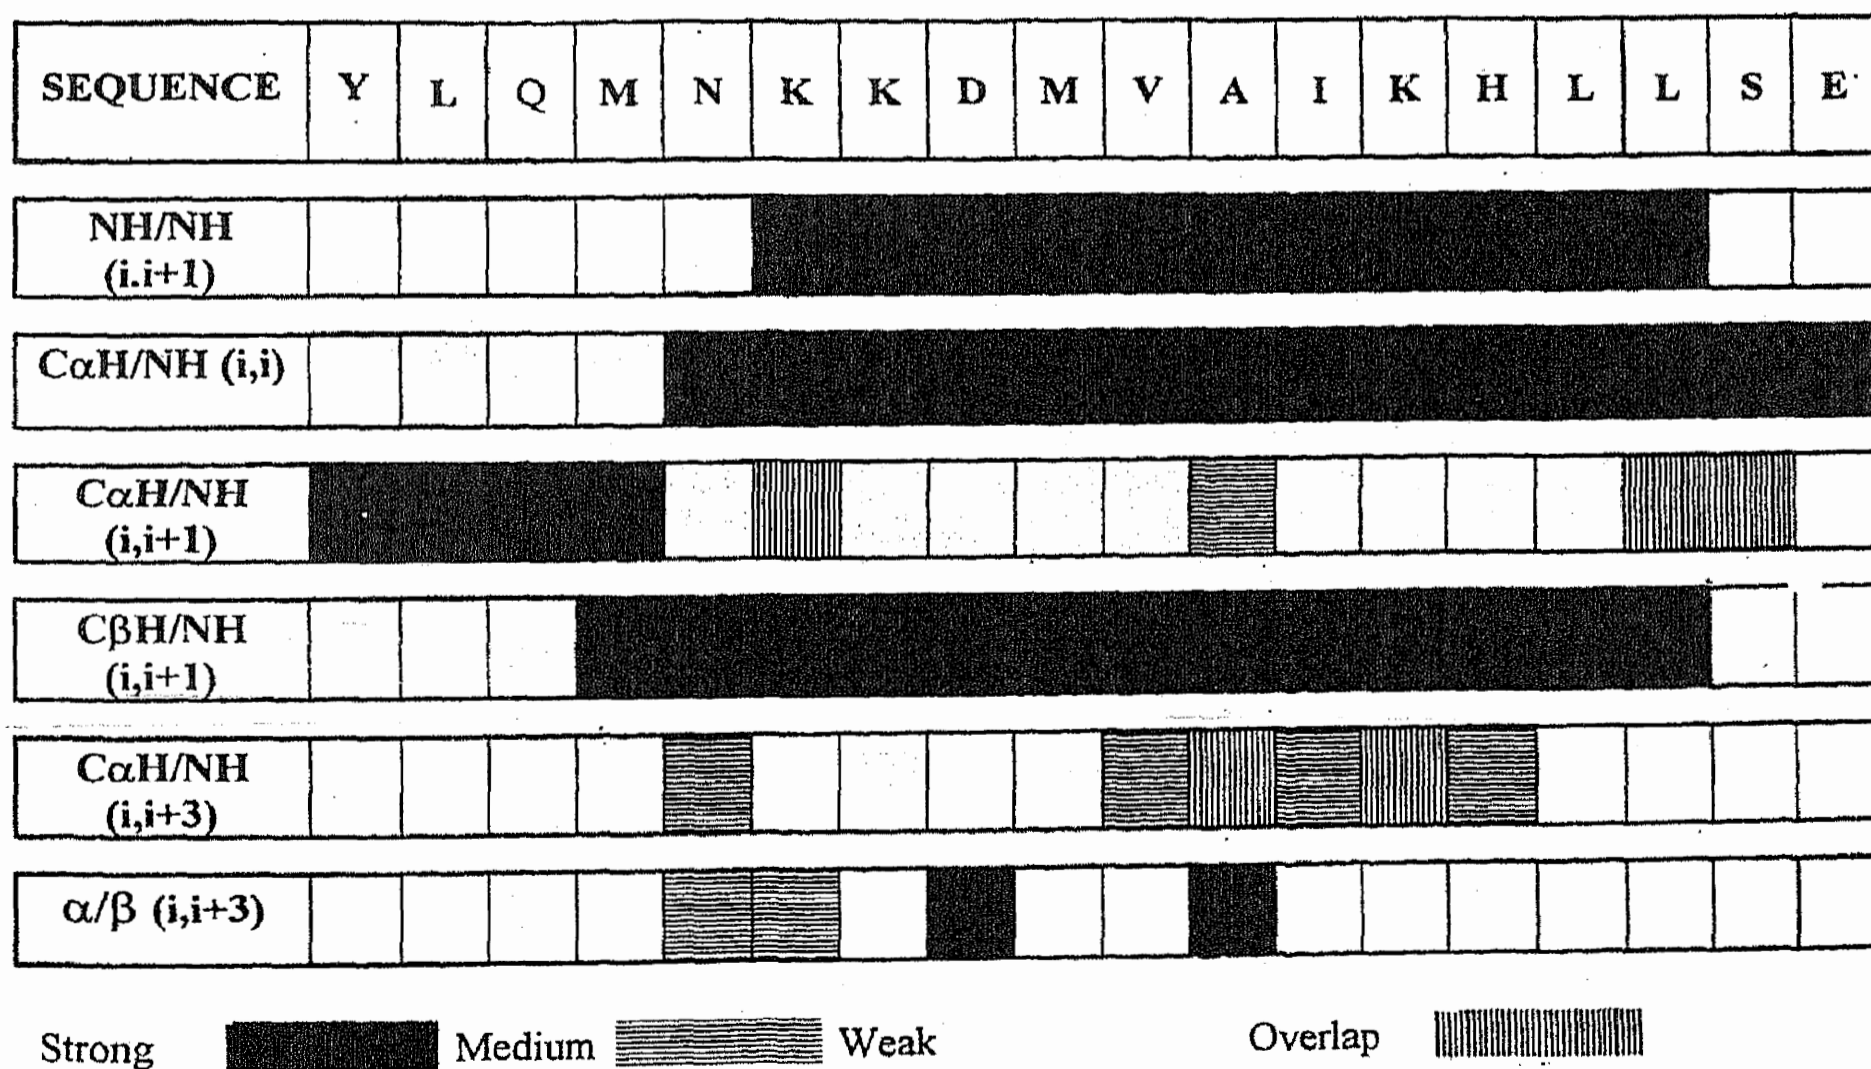 SEQUENCE Y L Q M N K K D M V A I K H L L S E
NH/NH
(i.i+1)
CαH/NH (i,i)
CαH/NH
(i,i+1)
CβH/NH
(i,i+1)
CαH/NH
(i,i+3)
α/β (i,i+3)
Strong Medium Weak Overlap